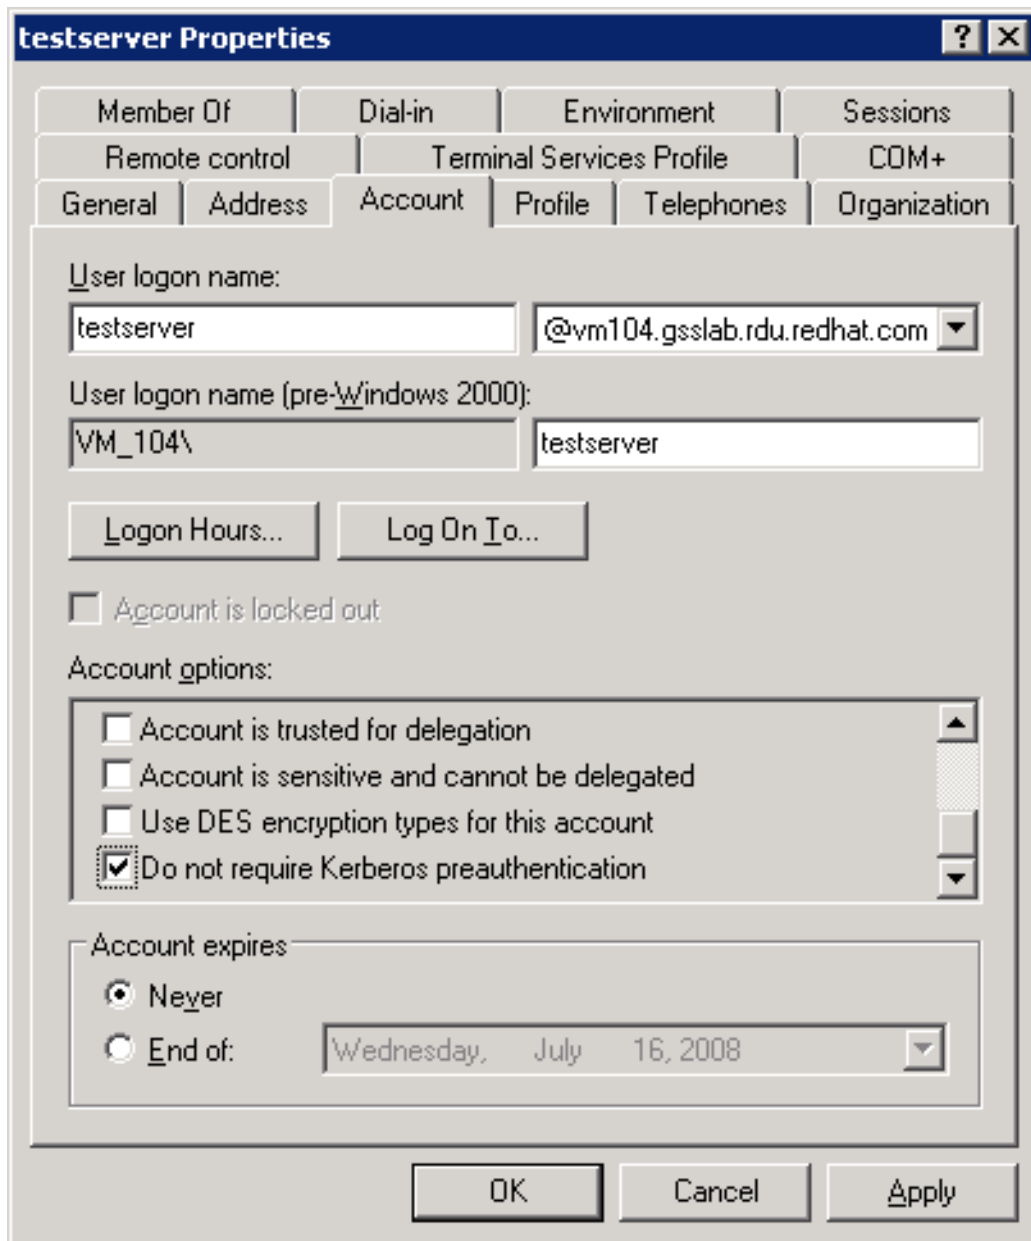 testserver Properties
Member Of Dial-in Environment Sessions
Remote control Terminal Services Profile COM+
General Address Account Profile Telephones Organization
User logon name:
testserver @vm104.gsslab.rdu.redhat.com
User logon name (pre-Windows 2000):
VM_104\ testserver
Logon Hours... Log On To...
Account is locked out
Account options:
Account is trusted for delegation
Account is sensitive and cannot be delegated
Use DES encryption types for this account
Do not require Kerberos preauthentication
Account expires
Never
End of: Wednesday, July 16, 2008
OK Cancel Apply